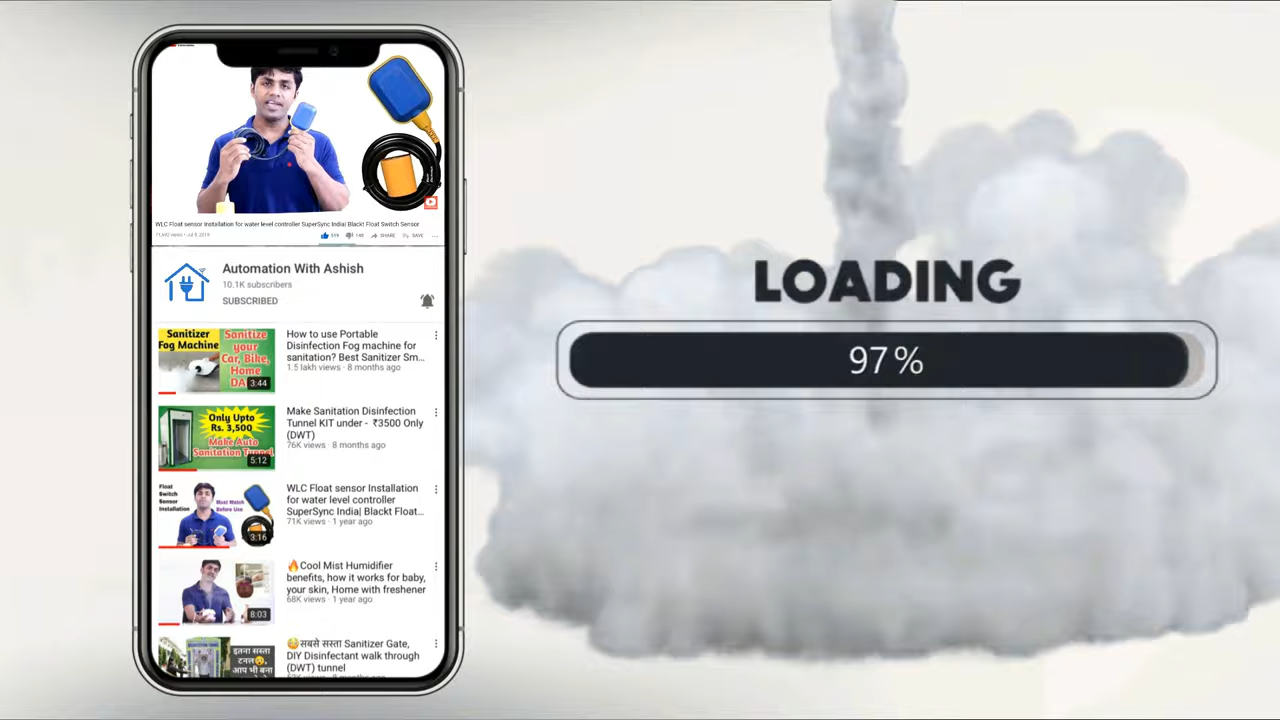 WLC Float sensor Installation for water level controller SuperSync India| Blackt Float Switch Sensor
SHARE
SAVE
Automation With Ashish
10.1K subscribers
SUBSCRIBED
Sanitizer
Fog Machine
Sanitize
your
Car, Bike,
Home
3:44
How to use Portable
Disinfection Fog machine for
sanitation? Best Sanitizer Sm...
1.5 lakh views · 8 months ago
Only Upto
Rs. 3,500
Make Auto
Sanitation Tunnel
5:12
Make Sanitation Disinfection
Tunnel KIT under - ₹3500 Only
(DWT)
76K views · 8 months ago
Float
Switch
Sensor
Installation
Must Watch
Before Use
3:16
WLC Float sensor Installation
for water level controller
SuperSync India| Blackt Float...
71K views · 1 year ago
8:03
🔥Cool Mist Humidifier
benefits, how it works for baby,
your skin, Home with freshener
68K views · 1 year ago
इतना सस्ता
टनल
आप भी बना
😳सबसे सस्ता Sanitizer Gate,
DIY Disinfectant walk through
(DWT) tunnel
LOADING
97%